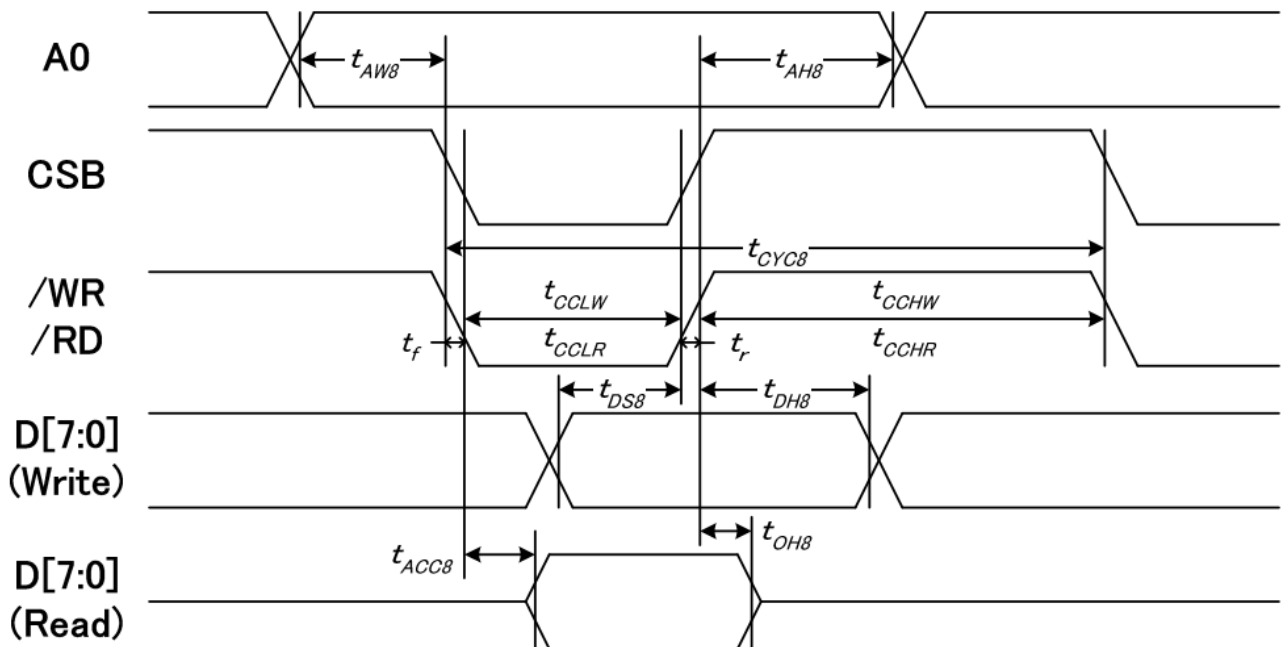 A0
t_AW8
t_AH8
CSB
t_CYC8
/WR
/RD
t_CCLW
t_CCHW
t_f
t_CCLR
t_r
t_CCHR
t_DS8
t_DH8
D[7:0]
(Write)
t_OH8
t_ACC8
D[7:0]
(Read)